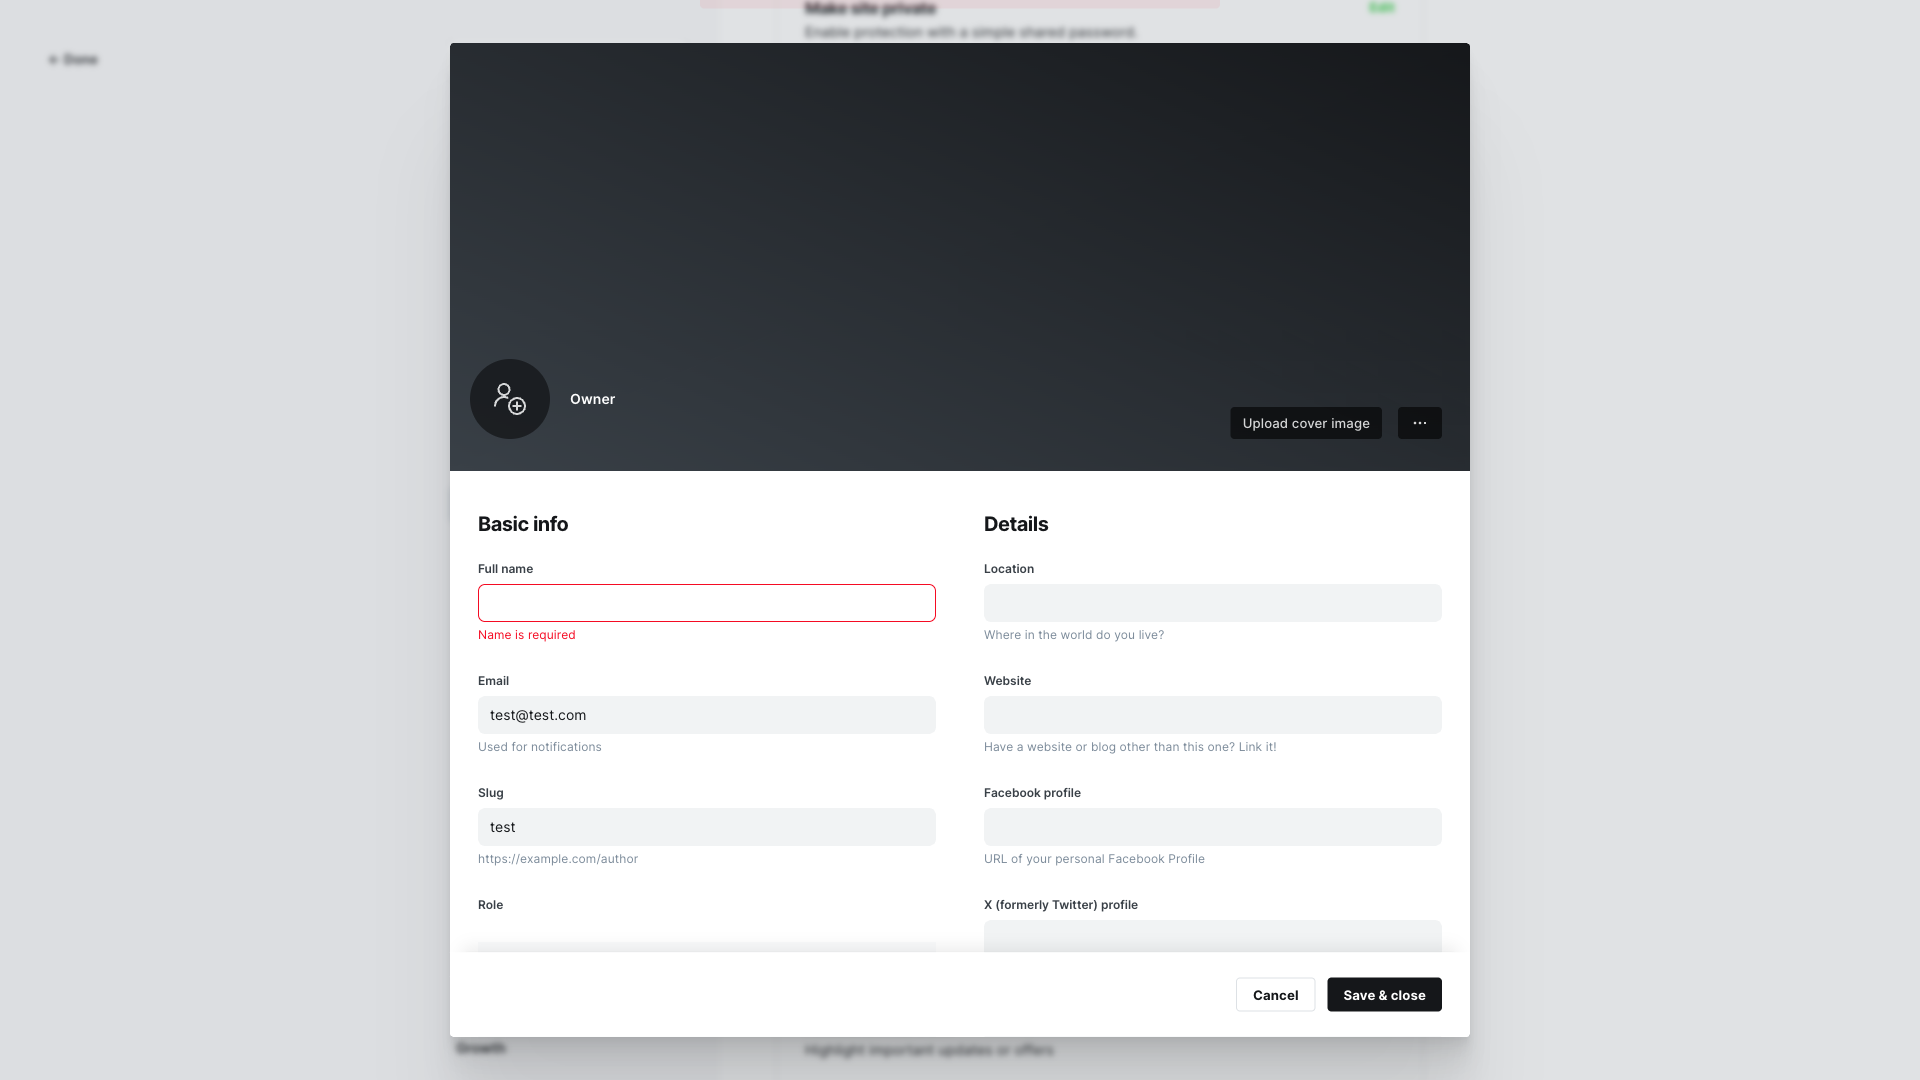 Make site private
Edit
Enable protection with a simple shared password.
← Done
Owner
Upload cover image
Basic info
Full name
Name is required
Email
test@test.com
Used for notifications
Slug
test
https://example.com/author
Role
Details
Location
Where in the world do you live?
Website
Have a website or blog other than this one? Link it!
Facebook profile
URL of your personal Facebook Profile
X (formerly Twitter) profile
Cancel
Save & close
Growth
Highlight important updates or offers